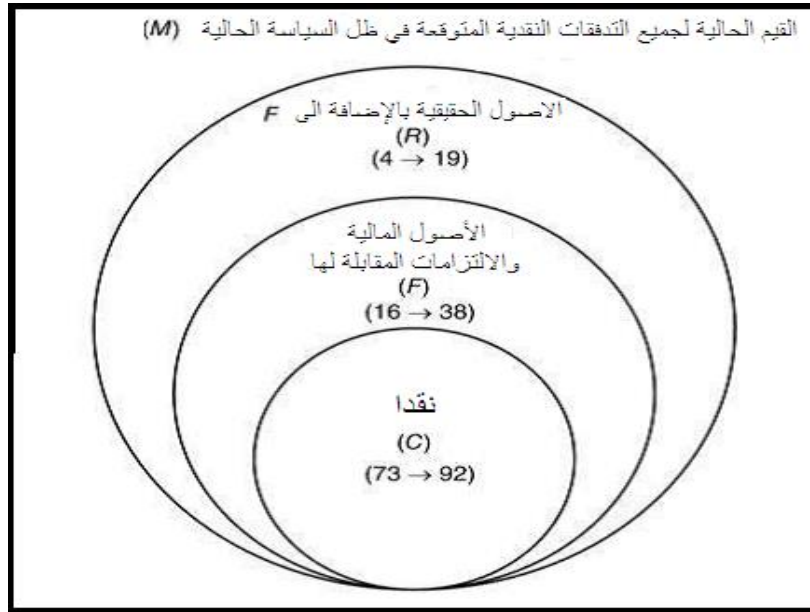 القيم الحالية لجميع التدفقات النقدية المتوقعة في ظل السياسة الحالية (M)
الاصول الحقيقية بالإضافة الى F
(R)
(4 → 19)
الأصول المالية
والالتزامات المقابلة لها
(F)
(16 → 38)
نقدا
(C)
(73 → 92)